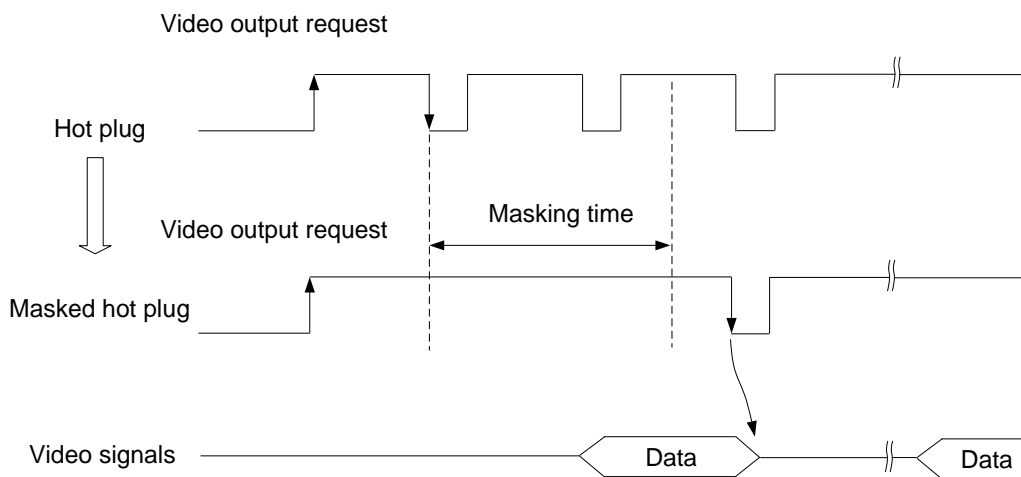 Video output request
Hot plug
Masking time
Video output request
Masked hot plug
Video signals
Data
Data